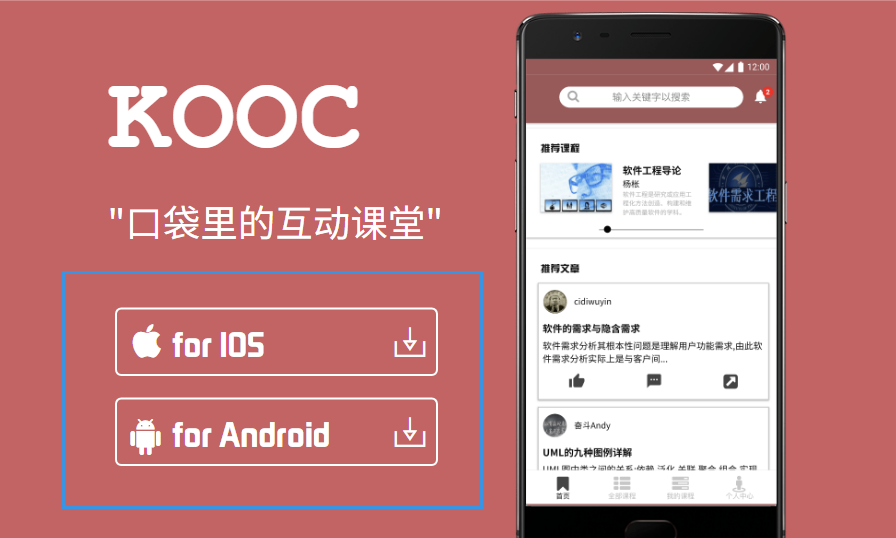 KOOC
"口袋里的互动课堂"
for IOS
for Android
12:00
输入关键字以搜索
2
推荐课程
软件工程导论
杨枨
软件工程是研究或应用工
程化方法创造、构建和维
护高质量软件的学科。
软件需求工程
推荐文章
cidiwuyin
软件的需求与隐含需求
软件需求分析其根本性问题是理解用户功能需求,由此软
件需求分析实际上是与客户间...
奋斗Andy
UML的九种图例详解
UML图中类之间的关系:依赖,泛化,关联,聚合,组合,实现
首页
全部课程
我的课程
个人中心